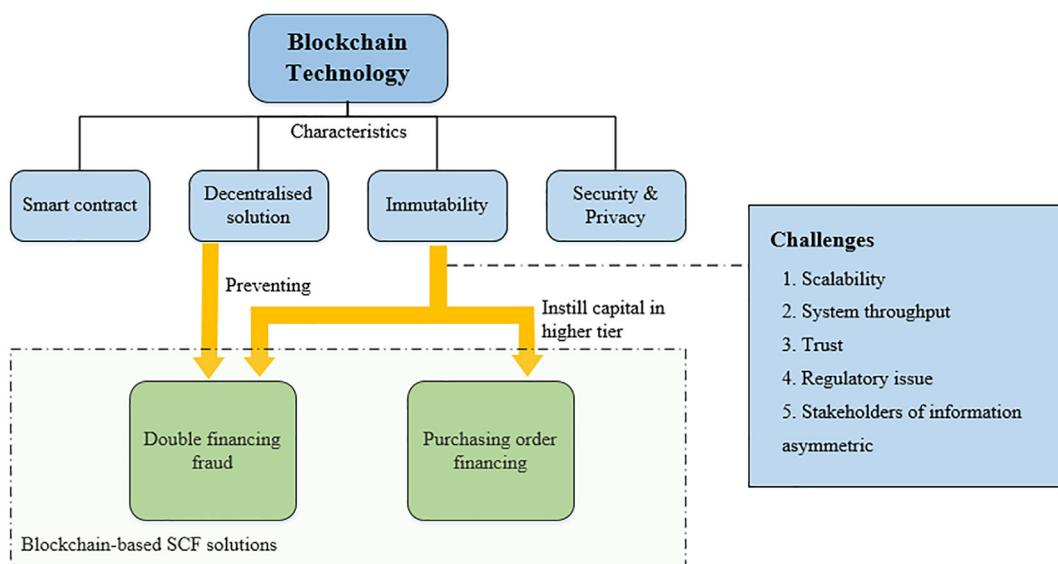 Blockchain
Technology
Characteristics
Smart contract
Decentralised
solution
Immutability
Security &
Privacy
Preventing
Instill capital in
higher tier
Challenges
1. Scalability
2. System throughput
3. Trust
4. Regulatory issue
5. Stakeholders of information
asymmetric
Double financing
fraud
Purchasing order
financing
Blockchain-based SCF solutions